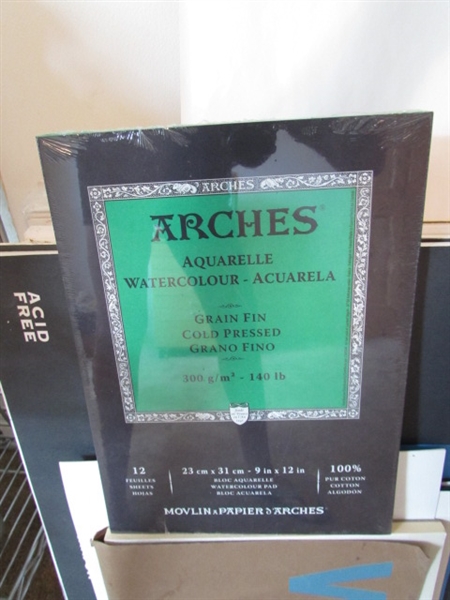 ARCHES
ARCHES®
AQUARELLE
WATERCOLOUR - ACUARELA
GRAIN FIN
COLD PRESSED
GRANO FINO
300 g/m² - 140 lb
12
FEUILLES
SHEETS
HOJAS
23 cm x 31 cm - 9 in x 12 in
BLOC AQUARELLE
WATERCOLOUR PAD
BLOC ACUARELA
100%
PUR COTON
COTTON
ALGODON
MOVLIN & PAPIER D'ARCHES
ACID
FREE